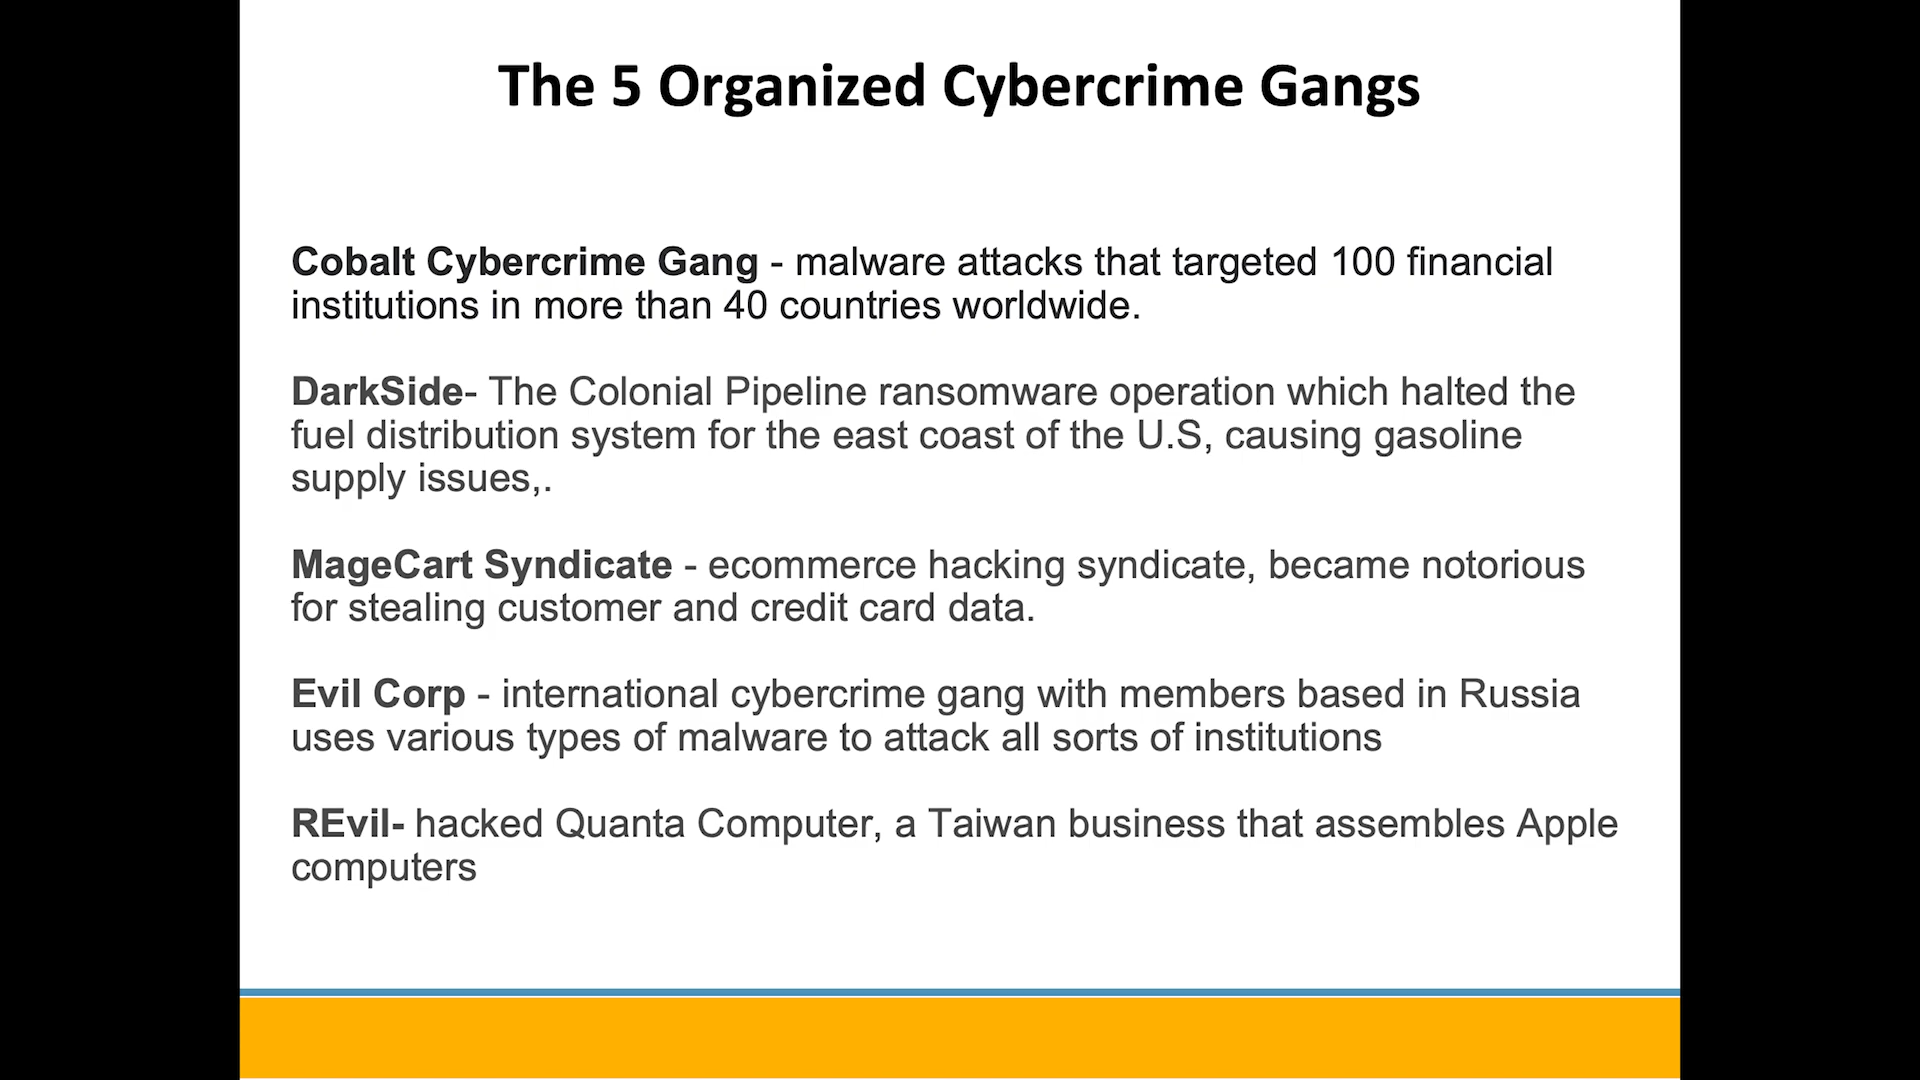 The 5 Organized Cybercrime Gangs
Cobalt Cybercrime Gang - malware attacks that targeted 100 financial
institutions in more than 40 countries worldwide.
DarkSide- The Colonial Pipeline ransomware operation which halted the
fuel distribution system for the east coast of the U.S, causing gasoline
supply issues,.
MageCart Syndicate - ecommerce hacking syndicate, became notorious
for stealing customer and credit card data.
Evil Corp - international cybercrime gang with members based in Russia
uses various types of malware to attack all sorts of institutions
REvil- hacked Quanta Computer, a Taiwan business that assembles Apple
computers